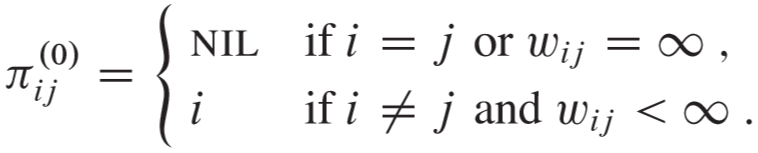 π_{ij}^{(0)} = { NIL if i = j or w_{ij} = ∞ ,
i if i ≠ j and w_{ij} < ∞ .